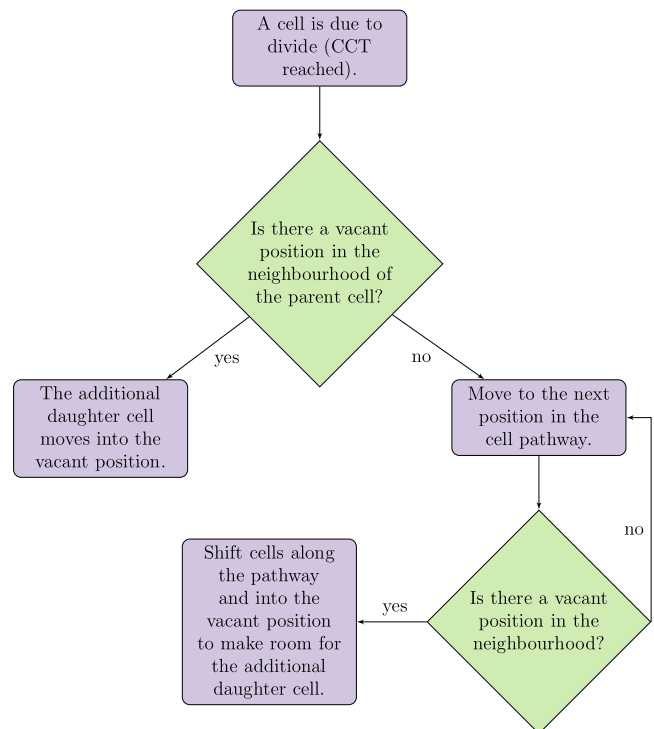 A cell is due to
divide (CCT
reached).
Is there a vacant
position in the
neighbourhood of
the parent cell?
yes
no
The additional
daughter cell
moves into the
vacant position.
Move to the next
position in the
cell pathway.
no
Shift cells along
the pathway
and into the
vacant position
to make room for
the additional
daughter cell.
yes
Is there a vacant
position in the
neighbourhood?